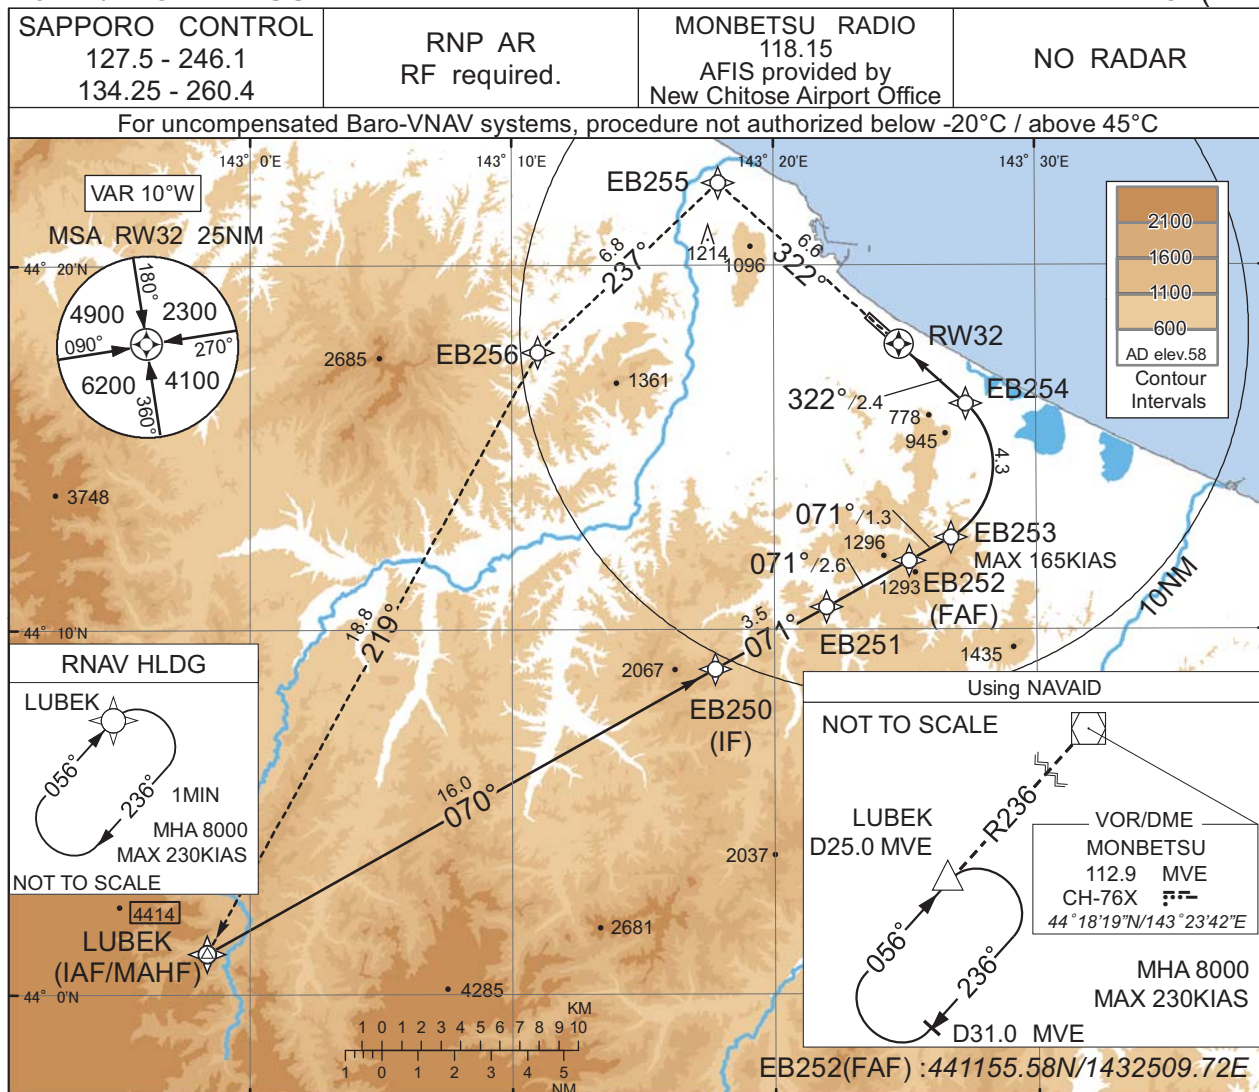 SAPPORO CONTROL
127.5 - 246.1
134.25 - 260.4
RNP AR
RF required.
MONBETSU RADIO
118.15
AFIS provided by
New Chitose Airport Office
NO RADAR
For uncompensated Baro-VNAV systems, procedure not authorized below -20°C / above 45°C
143° 0'E
143° 10'E
143° 20'E
143° 30'E
VAR 10°W
MSA RW32 25NM
180°
4900
2300
090°
270°
6200
4100
360°
44° 20'N
EB255
1214
1096
6.8
237°
6.6
322°
2100
1600
1100
600
AD elev.58
Contour
Intervals
RW32
EB256
2685
1361
EB254
322°/2.4
778
945
4.3
3748
071°/1.3
EB253
MAX 165KIAS
1296
071°/2.6
1293
EB252
(FAF)
10NM
EB251
3.5
071°
1435
18.8
219°
44° 10'N
2067
EB250
(IF)
RNAV HLDG
LUBEK
056°
236°
1MIN
MHA 8000
MAX 230KIAS
NOT TO SCALE
16.0
070°
2037
4414
LUBEK
(IAF/MAHF)
2681
4285
44° 0'N
KM
1 0 1 2 3 4 5 6 7 8 9 10
1 0 1 2 3 4 5
NM
Using NAVAID
NOT TO SCALE
LUBEK
D25.0 MVE
R236
VOR/DME
MONBETSU
112.9 MVE
CH-76X
44°18'19"N/143°23'42"E
056°
236°
MHA 8000
MAX 230KIAS
D31.0 MVE
EB252(FAF) :441155.58N/1432509.72E